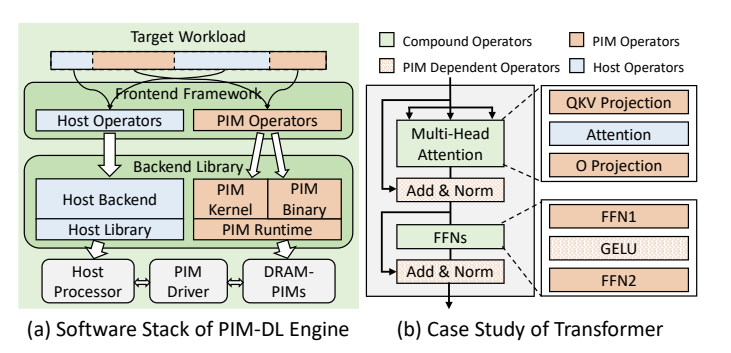 Target Workload
Frontend Framework
Host Operators
PIM Operators
Backend Library
Host Backend
Host Library
PIM
Kernel
PIM
Binary
PIM Runtime
Host
Processor
PIM
Driver
DRAM-
PIMs
(a) Software Stack of PIM-DL Engine
Compound Operators
PIM Operators
PIM Dependent Operators
Host Operators
Multi-Head
Attention
Add & Norm
FFNs
Add & Norm
QKV Projection
Attention
O Projection
FFN1
GELU
FFN2
(b) Case Study of Transformer